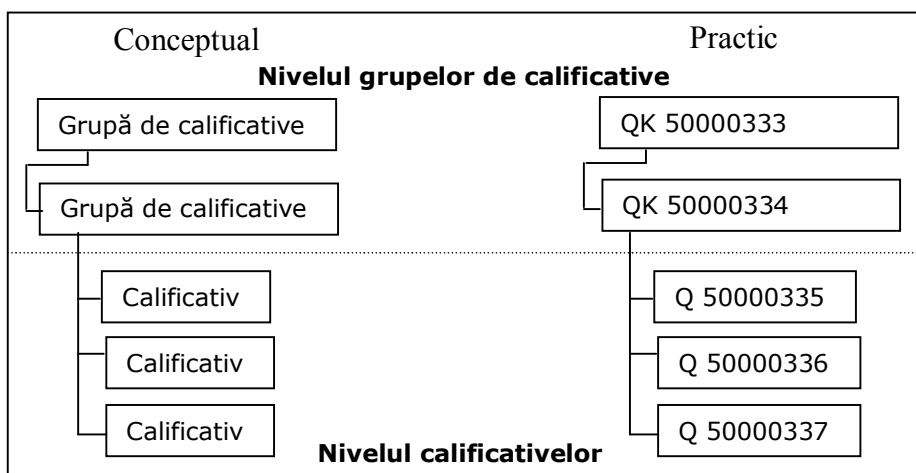 Conceptual Practic
Nivelul grupelor de calificative
Grupă de calificative QK 50000333
Grupă de calificative QK 50000334
Calificativ Q 50000335
Calificativ Q 50000336
Calificativ Q 50000337
Nivelul calificativelor